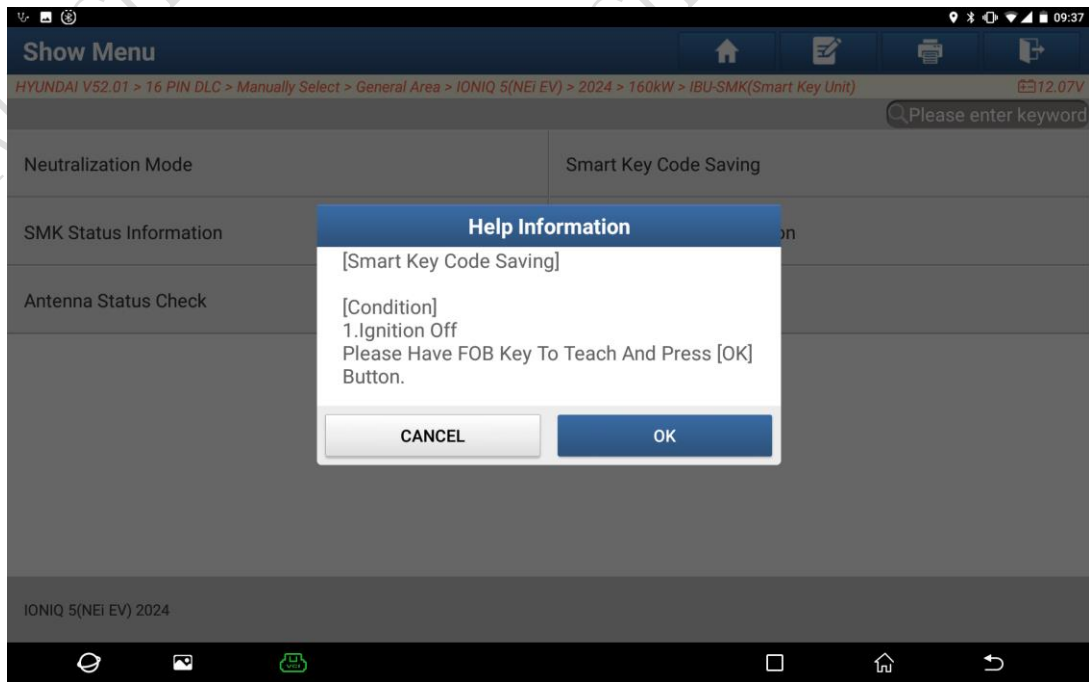 09:37
Show Menu
HYUNDAI V52.01 > 16 PIN DLC > Manually Select > General Area > IONIQ 5(NEi EV) > 2024 > 160kW > IBU-SMK(Smart Key Unit)
12.07V
Please enter keyword
Neutralization Mode
Smart Key Code Saving
SMK Status Information
on
Antenna Status Check
Help Information
[Smart Key Code Saving]
[Condition]
1.Ignition Off
Please Have FOB Key To Teach And Press [OK]
Button.
CANCEL
OK
IONIQ 5(NEi EV) 2024